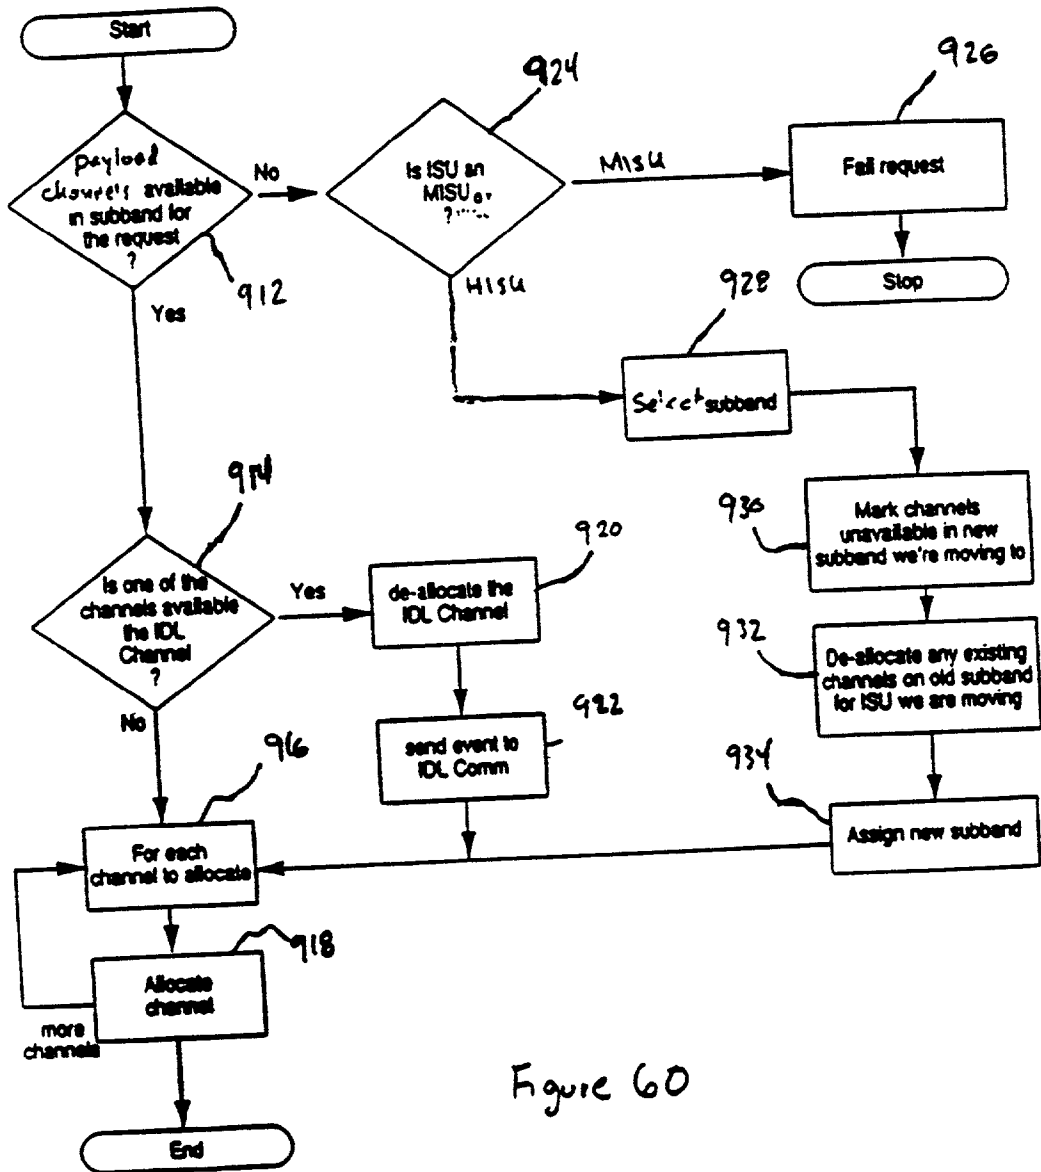 Start
924
926
payload
channels available
in subband for
the request
?
No
912
Yes
Is ISU an
MISU or
?
MISU
HISU
Fail request
Stop
928
Select subband
914
Is one of the
channels available
the IDL
Channel
?
Yes
No
920
de-allocate the
IDL Channel
922
send event to
IDL Comm
930
Mark channels
unavailable in new
subband we're moving to
932
De-allocate any existing
channels on old subband
for ISU we are moving
934
Assign new subband
916
For each
channel to allocate
918
Allocate
channel
more
channels
End
Figure 60